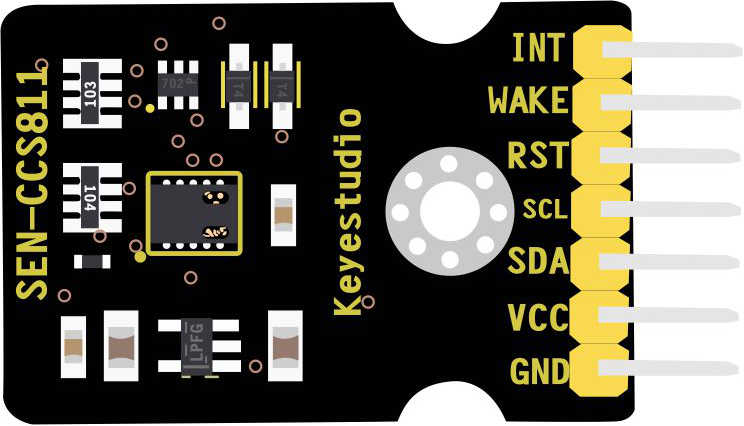 SEN-CCS811
103
104
702
P
T4
T4
LPFG
Keyestudio
INT
WAKE
RST
SCL
SDA
VCC
GND